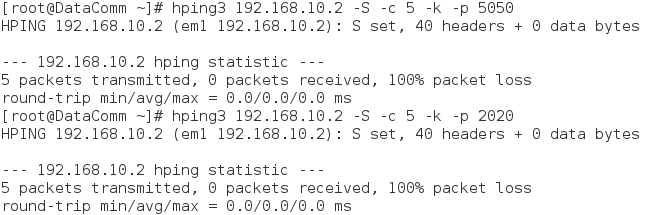 [root@DataComm ~]# hping3 192.168.10.2 -S -c 5 -k -p 5050
HPING 192.168.10.2 (em1 192.168.10.2): S set, 40 headers + 0 data bytes
--- 192.168.10.2 hping statistic ---
5 packets transmitted, 0 packets received, 100% packet loss
round-trip min/avg/max = 0.0/0.0/0.0 ms
[root@DataComm ~]# hping3 192.168.10.2 -S -c 5 -k -p 2020
HPING 192.168.10.2 (em1 192.168.10.2): S set, 40 headers + 0 data bytes
--- 192.168.10.2 hping statistic ---
5 packets transmitted, 0 packets received, 100% packet loss
round-trip min/avg/max = 0.0/0.0/0.0 ms